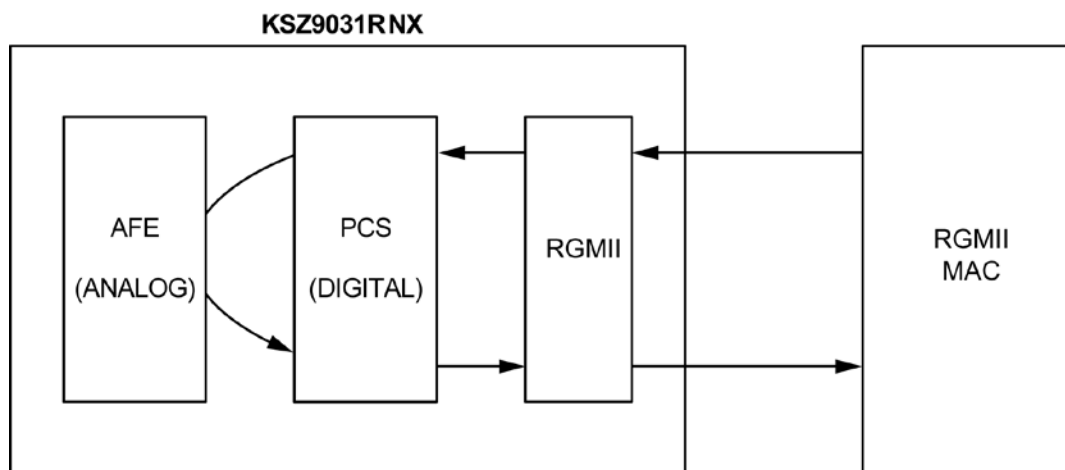 KSZ9031RNX
AFE
(ANALOG)
PCS
(DIGITAL)
RGMII
RGMII
MAC